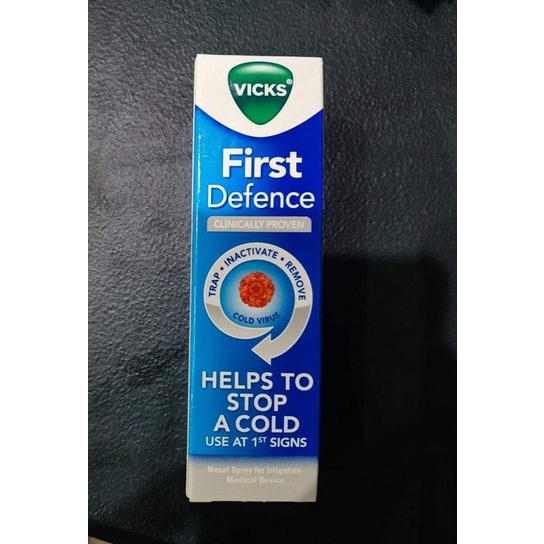 VICKS®
First
Defence
CLINICALLY PROVEN
TRAP • INACTIVATE • REMOVE
COLD VIRUS
HELPS TO
STOP
A COLD
USE AT 1ST SIGNS
Nasal Spray for Irrigation
Medical Device